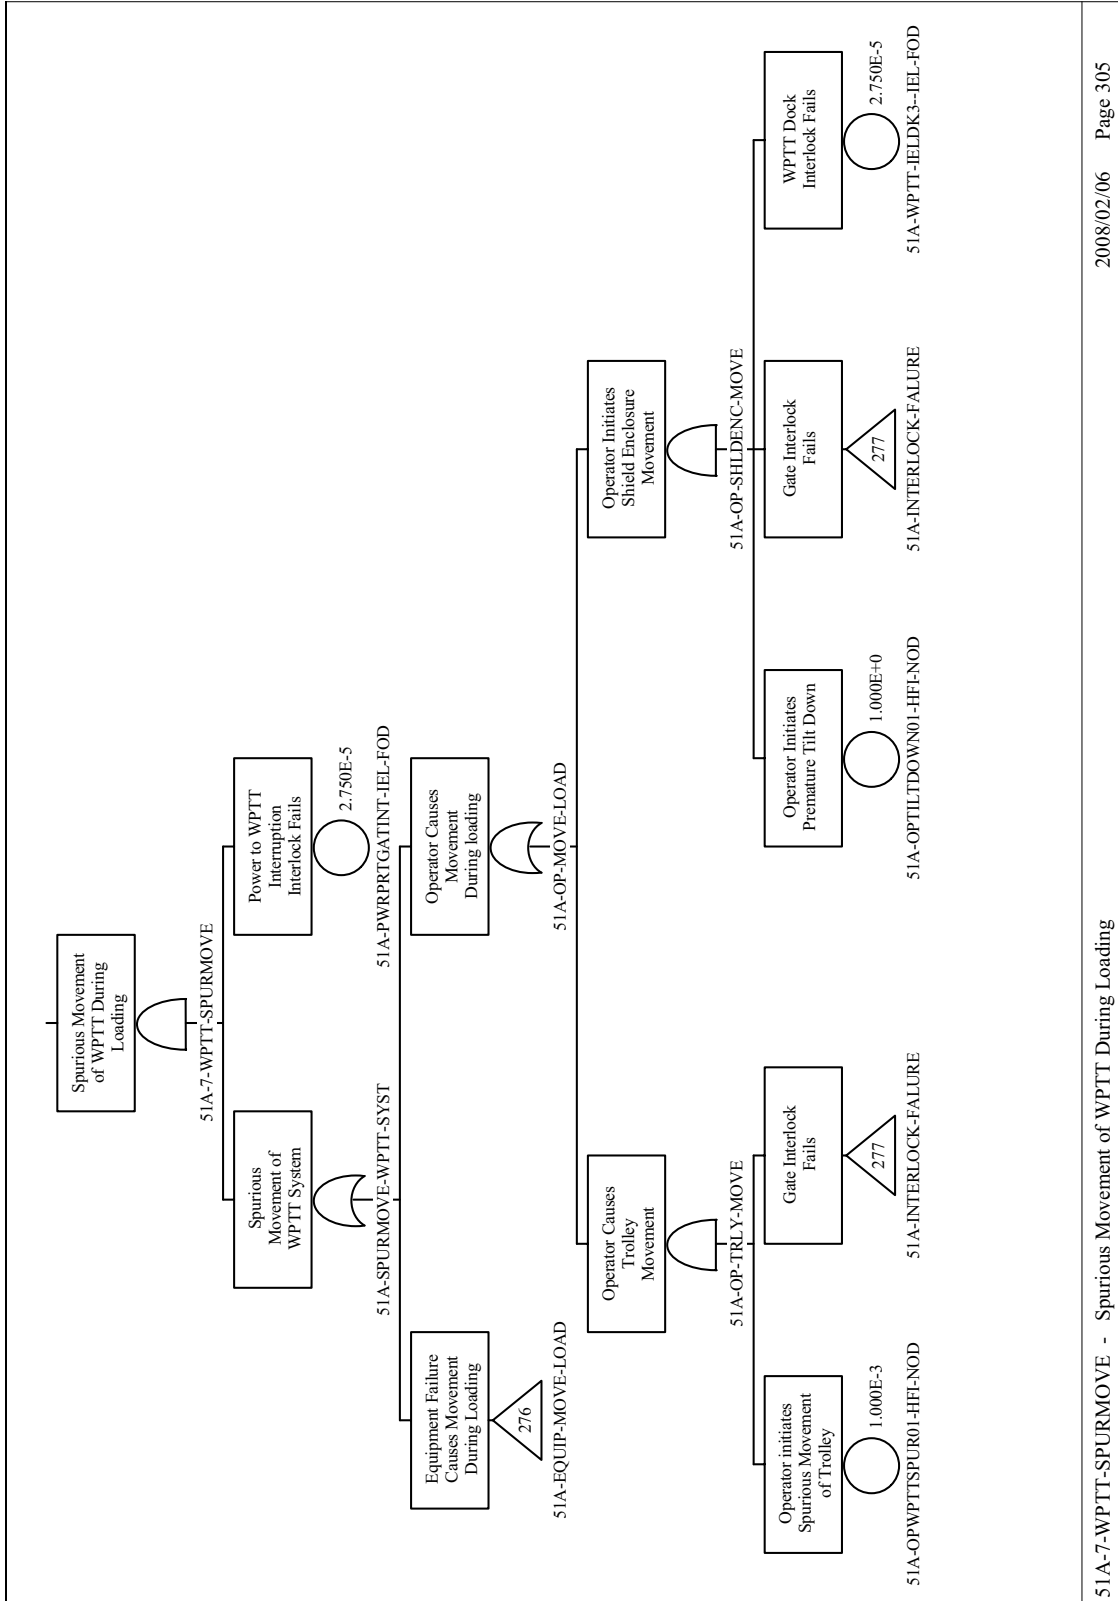 Spurious Movement
of WPTT During
Loading
51A-7-WPTT-SPURMOVE
Spurious
Movement of
WPTT System
51A-SPURMOVE-WPTT-SYST
Power to WPTT
Interruption
Interlock Fails
2.750E-5
51A-PWRPRTGATINT-IEL-FOD
Equipment Failure
Causes Movement
During Loading
276
51A-EQUIP-MOVE-LOAD
Operator Causes
Movement
During loading
51A-OP-MOVE-LOAD
Operator Causes
Trolley
Movement
51A-OP-TRLY-MOVE
Operator Initiates
Shield Enclosure
Movement
51A-OP-SHLDENC-MOVE
Operator initiates
Spurious Movement
of Trolley
1.000E-3
51A-OPWPTTSPUR01-HFI-NOD
Gate Interlock
Fails
277
51A-INTERLOCK-FALURE
Operator Initiates
Premature Tilt Down
1.000E+0
51A-OPTILTDOWN01-HFI-NOD
Gate Interlock
Fails
277
51A-INTERLOCK-FALURE
WPTT Dock
Interlock Fails
2.750E-5
51A-WPTT-IELDK3--IEL-FOD
51A-7-WPTT-SPURMOVE - Spurious Movement of WPTT During Loading
2008/02/06 Page 305